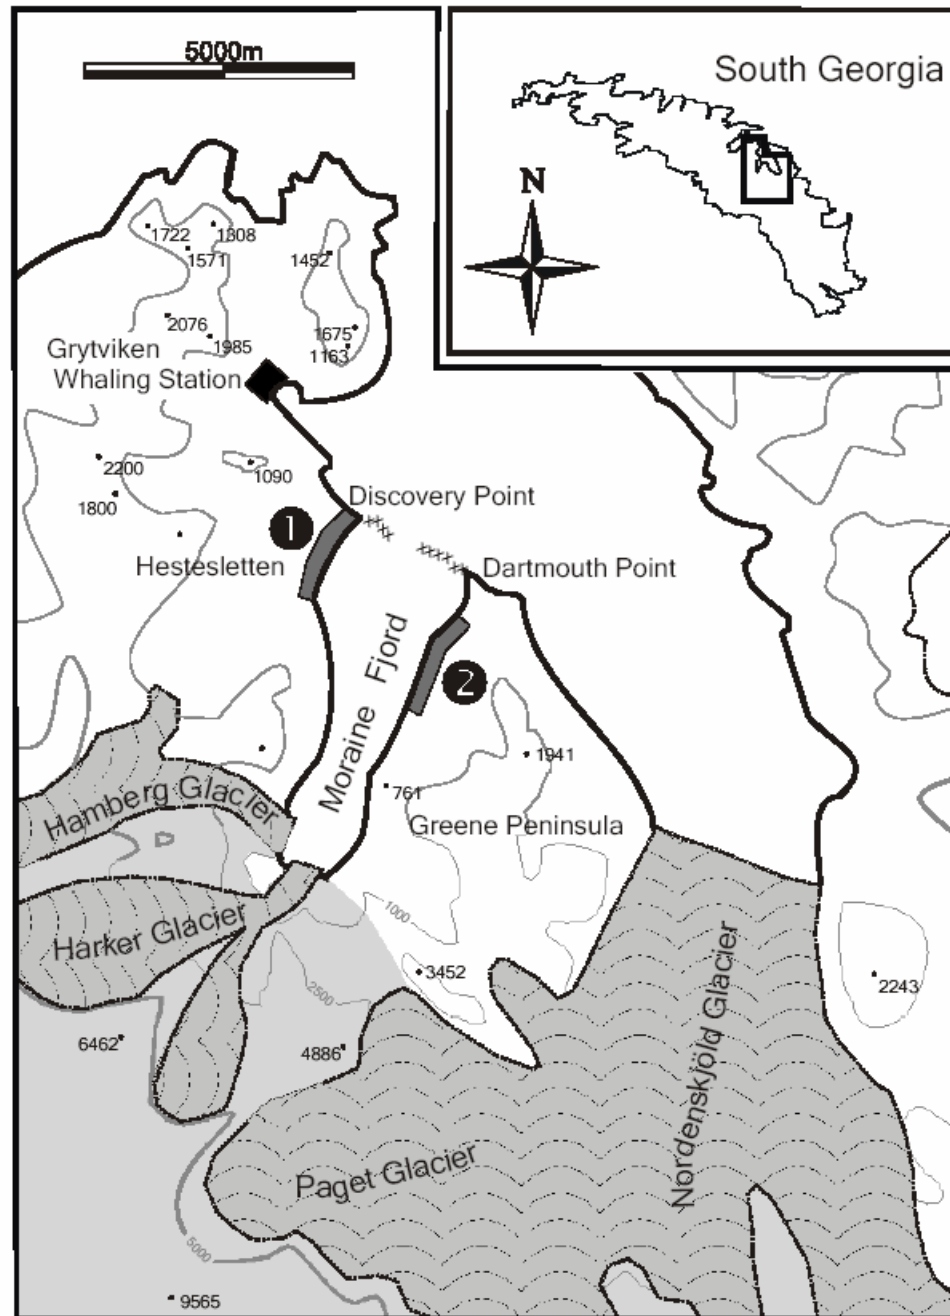 5000m
South Georgia
N
1722
1308
1571
1452
2076
1985
1675
1163
Grytviken
Whaling Station
2200
1090
1800
Discovery Point
1
Hestesletten
Dartmouth Point
Moraine Fjord
2
1941
761
Hamberg Glacier
Greene Peninsula
1000
Harker Glacier
3452
2500
2243
6462
4886
Nordenskjöld Glacier
Paget Glacier
5000
9565